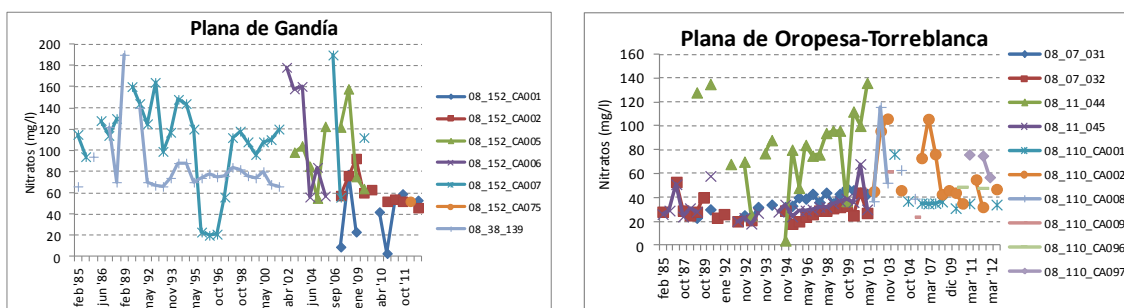 Plana de Gandía
Nitratos (mg/l)
200
180
160
140
120
100
80
60
40
20
0
feb '85
jun '86
feb '89
may '92
nov '93
may '95
oct '96
nov '98
may '00
abr '02
jun '04
sep '06
ene '09
abr '10
oct '11
08_152_CA001
08_152_CA002
08_152_CA005
08_152_CA006
08_152_CA007
08_152_CA075
08_38_139
Plana de Oropesa-Torreblanca
Nitratos (mg/l)
160
140
120
100
80
60
40
20
0
feb '85
oct '87
oct '89
ene '92
nov '92
nov '93
nov '94
may '96
may '98
oct '99
may '01
nov '03
oct '04
mar '07
dic '09
mar '11
mar '12
08_07_031
08_07_032
08_11_044
08_11_045
08_110_CA001
08_110_CA002
08_110_CA008
08_110_CA009
08_110_CA096
08_110_CA097